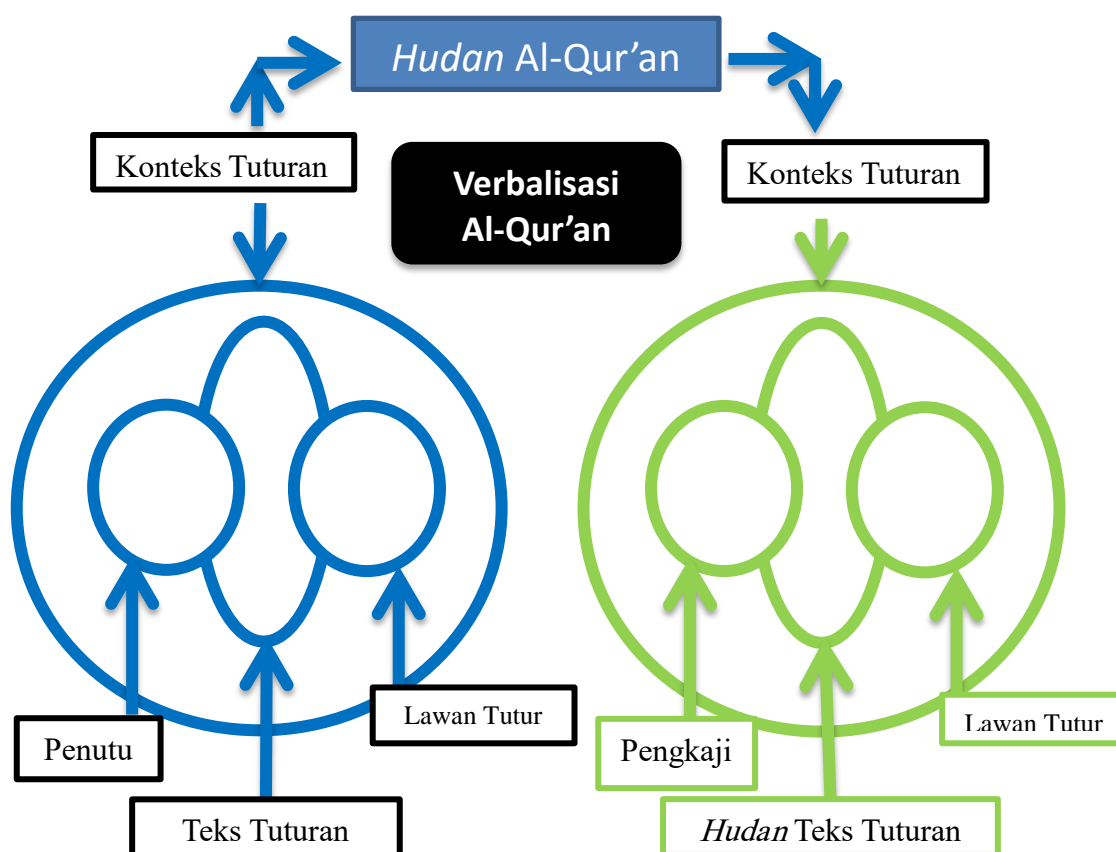 Hudan Al-Qur’an
Konteks Tuturan
Verbalisasi
Al-Qur’an
Konteks Tuturan
Penutu
Lawan Tutur
Teks Tuturan
Pengkaji
Lawan Tutur
Hudan Teks Tuturan